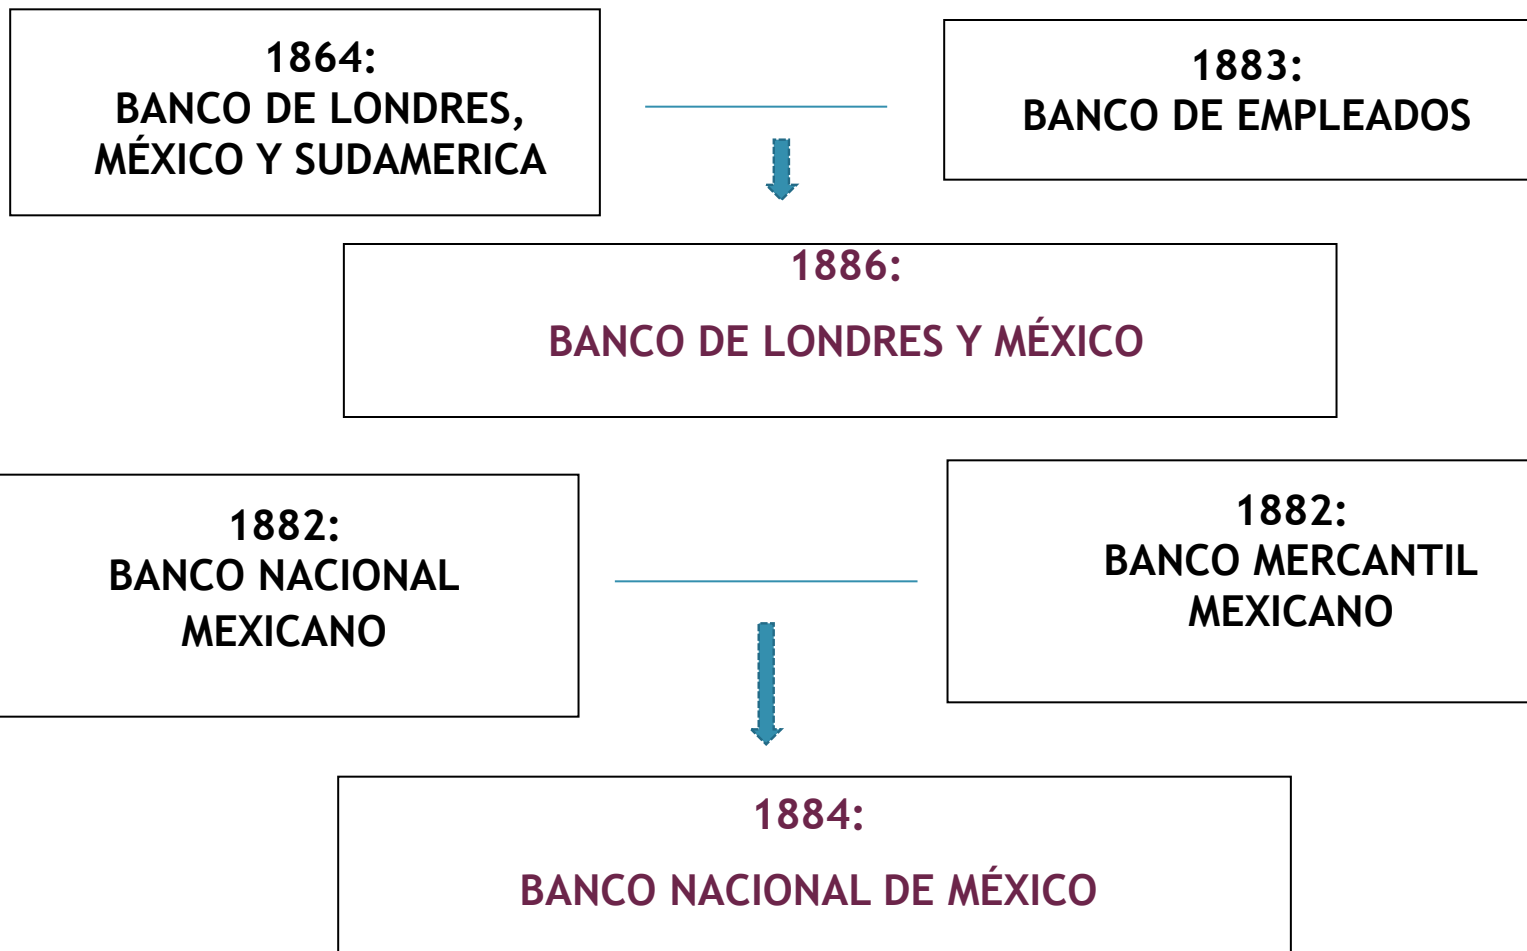 1864:
BANCO DE LONDRES,
MÉXICO Y SUDAMERICA
1883:
BANCO DE EMPLEADOS
1886:
BANCO DE LONDRES Y MÉXICO
1882:
BANCO NACIONAL
MEXICANO
1882:
BANCO MERCANTIL
MEXICANO
1884:
BANCO NACIONAL DE MÉXICO